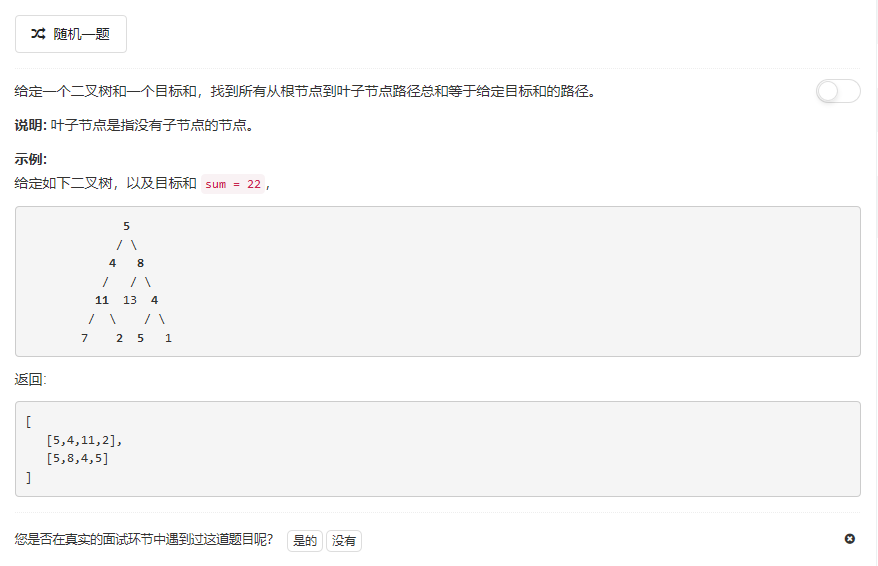 随机一题
给定一个二叉树和一个目标和，找到所有从根节点到叶子节点路径总和等于给定目标和的路径。
说明: 叶子节点是指没有子节点的节点。
示例:
给定如下二叉树，以及目标和 sum = 22，
5
/ \
4   8
/   / \
11  13  4
/  \    / \
7    2  5   1
返回:
[
[5,4,11,2],
[5,8,4,5]
]
您是否在真实的面试环节中遇到过这道题目呢？ 是的 没有